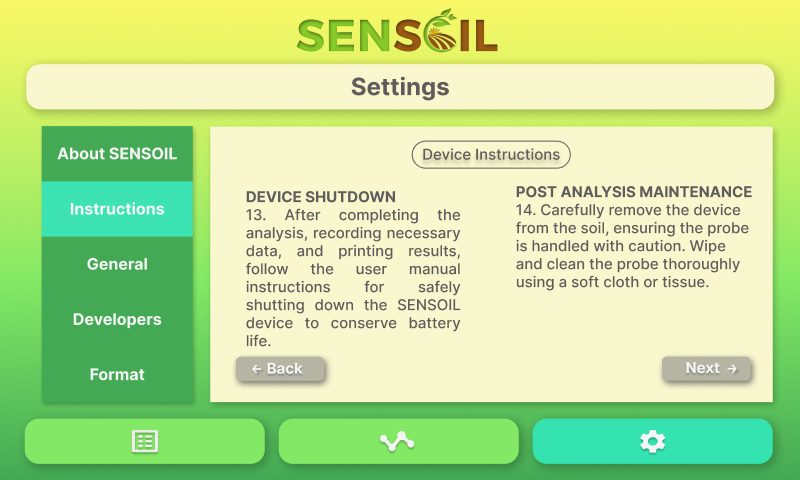 SENSOIL
Settings
About SENSOIL
Instructions
General
Developers
Format
Device Instructions
DEVICE SHUTDOWN
13. After completing the
analysis, recording necessary
data, and printing results,
follow the user manual
instructions for safely
shutting down the SENSOIL
device to conserve battery
life.
POST ANALYSIS MAINTENANCE
14. Carefully remove the device
from the soil, ensuring the probe
is handled with caution. Wipe
and clean the probe thoroughly
using a soft cloth or tissue.
← Back
Next →